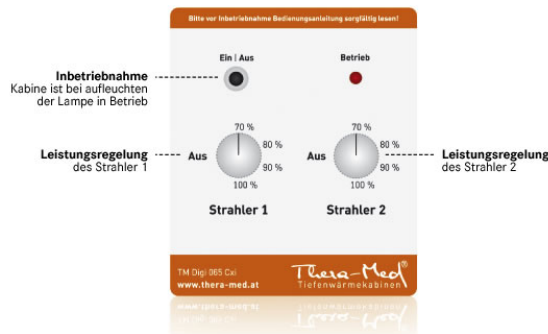 Bitte vor Inbetriebnahme Bedienungsanleitung sorgfältig lesen!
Ein | Aus
Betrieb
Inbetriebnahme
Kabine ist bei aufleuchten
der Lampe in Betrieb
Leistungsregelung
des Strahler 1
Aus
70 %
80 %
90 %
100 %
Strahler 1
Aus
70 %
80 %
90 %
100 %
Strahler 2
Leistungsregelung
des Strahler 2
TM Digi 065 Cxi
www.thera-med.at
Thera-Med®
Tiefenwärmekabinen